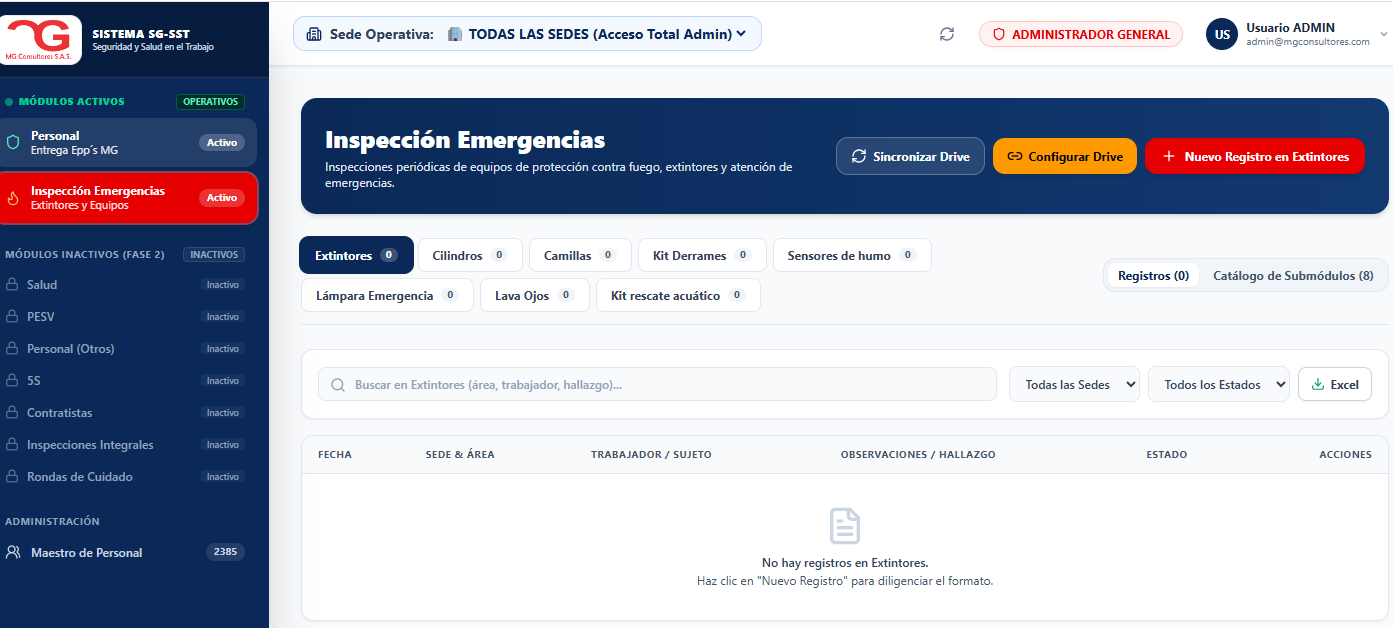 MG Consultores S.A.S.
SISTEMA SG-SST
Seguridad y Salud en el Trabajo
MÓDULOS ACTIVOS
OPERATIVOS
Personal
Entrega Epp´s MG
Activo
Inspección Emergencias
Extintores y Equipos
Activo
MÓDULOS INACTIVOS (FASE 2)
INACTIVOS
Salud
Inactivo
PESV
Inactivo
Personal (Otros)
Inactivo
5S
Inactivo
Contratistas
Inactivo
Inspecciones Integrales
Inactivo
Rondas de Cuidado
Inactivo
ADMINISTRACIÓN
Maestro de Personal
2385
Sede Operativa:
TODAS LAS SEDES (Acceso Total Admin)
ADMINISTRADOR GENERAL
US
Usuario ADMIN
admin@mgconsultores.com
Inspección Emergencias
Inspecciones periódicas de equipos de protección contra fuego, extintores y atención de
emergencias.
Sincronizar Drive
Configurar Drive
Nuevo Registro en Extintores
Extintores 0
Cilindros 0
Camillas 0
Kit Derrames 0
Sensores de humo 0
Lámpara Emergencia 0
Lava Ojos 0
Kit rescate acuático 0
Registros (0)
Catálogo de Submódulos (8)
Buscar en Extintores (área, trabajador, hallazgo)...
Todas las Sedes
Todos los Estados
Excel
FECHA
SEDE & ÁREA
TRABAJADOR / SUJETO
OBSERVACIONES / HALLAZGO
ESTADO
ACCIONES
No hay registros en Extintores.
Haz clic en "Nuevo Registro" para diligenciar el formato.